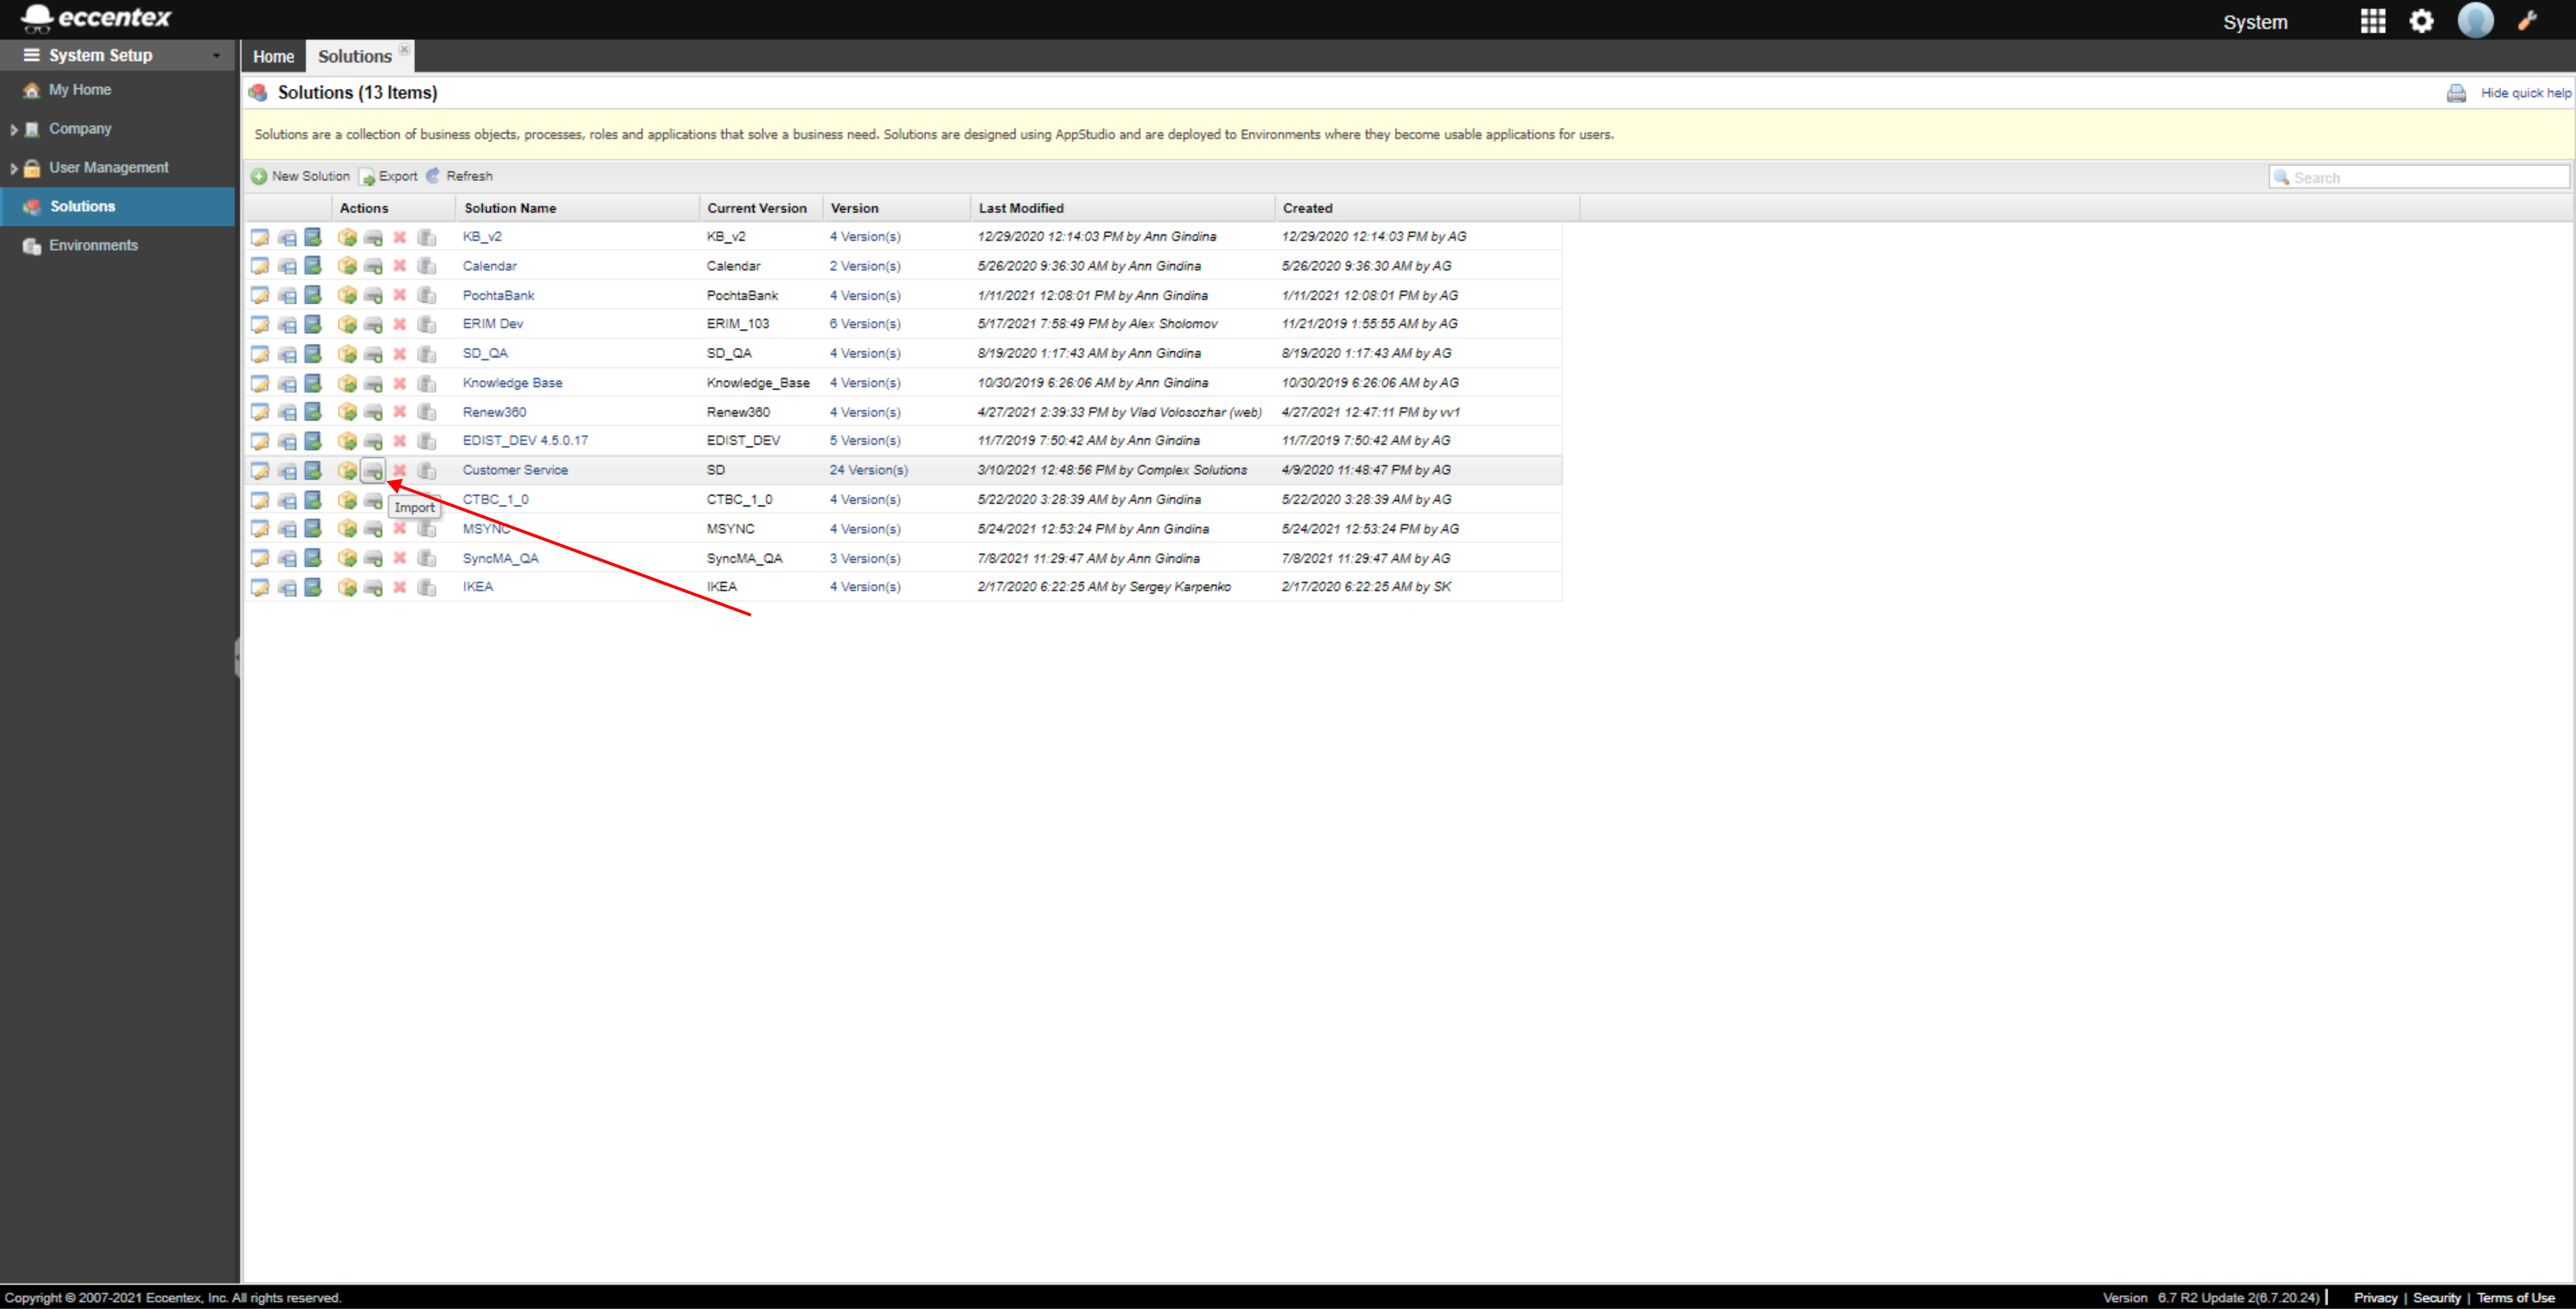 eccentex
System
System Setup
Home
Solutions
My Home
Company
User Management
Solutions
Environments
Solutions (13 Items)
Hide quick help
Solutions are a collection of business objects, processes, roles and applications that solve a business need. Solutions are designed using AppStudio and are deployed to Environments where they become usable applications for users.
New Solution Export Refresh
Search
Actions Solution Name Current Version Version Last Modified Created
KB_v2 KB_v2 4 Version(s) 12/29/2020 12:14:03 PM by Ann Gindina 12/29/2020 12:14:03 PM by AG
Calendar Calendar 2 Version(s) 5/26/2020 9:36:30 AM by Ann Gindina 5/26/2020 9:36:30 AM by AG
PochtaBank PochtaBank 4 Version(s) 1/11/2021 12:08:01 PM by Ann Gindina 1/11/2021 12:08:01 PM by AG
ERIM Dev ERIM_103 6 Version(s) 5/17/2021 7:58:49 PM by Alex Sholomov 11/21/2019 1:55:55 AM by AG
SD_QA SD_QA 4 Version(s) 8/19/2020 1:17:43 AM by Ann Gindina 8/19/2020 1:17:43 AM by AG
Knowledge Base Knowledge_Base 4 Version(s) 10/30/2019 6:26:06 AM by Ann Gindina 10/30/2019 6:26:06 AM by AG
Renew360 Renew360 4 Version(s) 4/27/2021 2:39:33 PM by Vlad Volosozhar (web) 4/27/2021 12:47:11 PM by vv1
EDIST_DEV 4.5.0.17 EDIST_DEV 5 Version(s) 11/7/2019 7:50:42 AM by Ann Gindina 11/7/2019 7:50:42 AM by AG
Customer Service SD 24 Version(s) 3/10/2021 12:48:56 PM by Complex Solutions 4/9/2020 11:48:47 PM by AG
CTBC_1_0 CTBC_1_0 4 Version(s) 5/22/2020 3:28:39 AM by Ann Gindina 5/22/2020 3:28:39 AM by AG
Import
MSYNC MSYNC 4 Version(s) 5/24/2021 12:53:24 PM by Ann Gindina 5/24/2021 12:53:24 PM by AG
SyncMA_QA SyncMA_QA 3 Version(s) 7/8/2021 11:29:47 AM by Ann Gindina 7/8/2021 11:29:47 AM by AG
IKEA IKEA 4 Version(s) 2/17/2020 6:22:25 AM by Sergey Karpenko 2/17/2020 6:22:25 AM by SK
Copyright © 2007-2021 Eccentex, Inc. All rights reserved.
Version 6.7 R2 Update 2(6.7.20.24) | Privacy | Security | Terms of Use